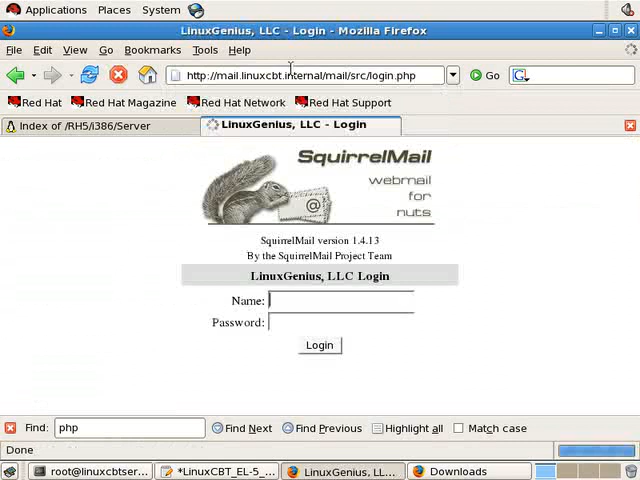 Applications Places System
LinuxGenius, LLC - Login - Mozilla Firefox
File Edit View Go Bookmarks Tools Help
http://mail.linuxcbt.internal/mail/src/login.php Go G
Red Hat Red Hat Magazine Red Hat Network Red Hat Support
Index of /RH5/i386/Server LinuxGenius, LLC - Login
SquirrelMail
webmail
for
nuts
@
SquirrelMail version 1.4.13
By the SquirrelMail Project Team
LinuxGenius, LLC Login
Name:
Password:
Login
Find: php Find Next Find Previous Highlight all Match case
Done
root@linuxcbtser... *LinuxCBT_EL-5_... LinuxGenius, LL... Downloads